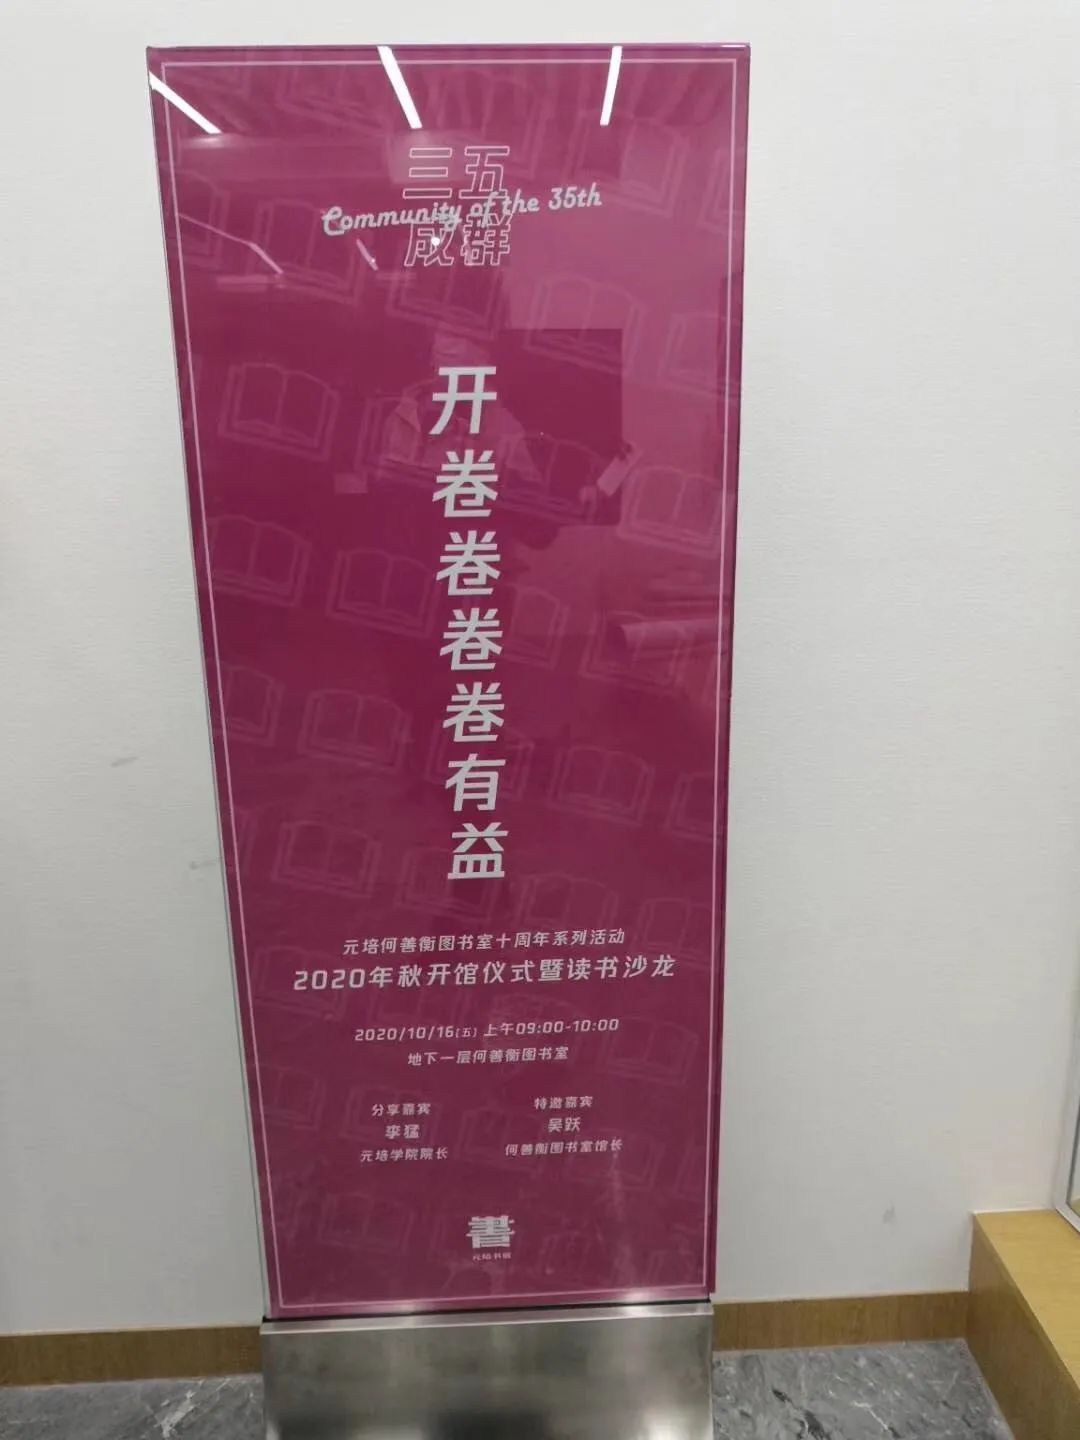 三五
Community of the 35th
成群
开卷卷卷卷有益
元培何善衡图书室十周年系列活动
2020年秋开馆仪式暨读书沙龙
2020/10/16(五) 上午09:00-10:00
地下一层何善衡图书室
分享嘉宾
李猛
元培学院院长
特邀嘉宾
吴跃
何善衡图书室馆长
書